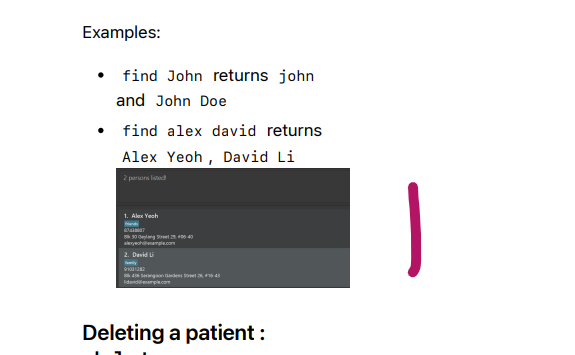 Examples:
• find John returns john
and John Doe
• find alex david returns
Alex Yeoh, David Li
2 persons listed!
1. Alex Yeoh
friends
87438807
Blk 30 Geylang Street 29, #06-40
alexyeoh@example.com
2. David Li
family
91031282
Blk 436 Serangoon Gardens Street 26, #16-43
lidavid@example.com
Deleting a patient :